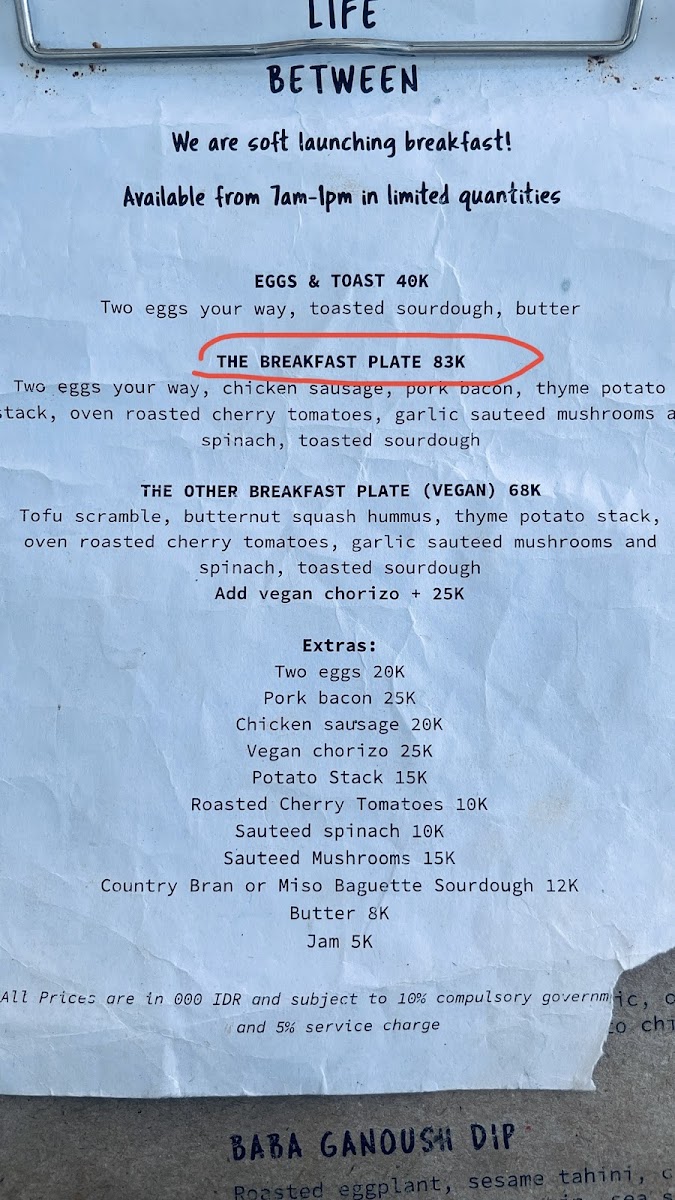 LIFE
BETWEEN
We are soft launching breakfast!
Available from 7am-1pm in limited quantities
EGGS & TOAST 40K
Two eggs your way, toasted sourdough, butter
THE BREAKFAST PLATE 83K
Two eggs your way, chicken sausage, pork bacon, thyme potato
stack, oven roasted cherry tomatoes, garlic sauteed mushrooms a
spinach, toasted sourdough
THE OTHER BREAKFAST PLATE (VEGAN) 68K
Tofu scramble, butternut squash hummus, thyme potato stack,
oven roasted cherry tomatoes, garlic sauteed mushrooms and
spinach, toasted sourdough
Add vegan chorizo + 25K
Extras:
Two eggs 20K
Pork bacon 25K
Chicken sausage 20K
Vegan chorizo 25K
Potato Stack 15K
Roasted Cherry Tomatoes 10K
Sauteed spinach 10K
Sauteed Mushrooms 15K
Country Bran or Miso Baguette Sourdough 12K
Butter 8K
Jam 5K
All Prices are in 000 IDR and subject to 10% compulsory governm
and 5% service charge
BABA GANOUSH DIP
Roasted eggplant, sesame tahini,